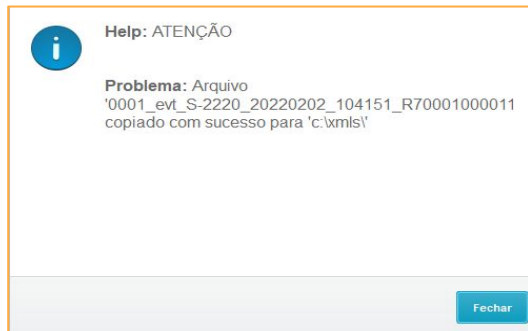 Help: ATENÇÃO
Problema: Arquivo
'0001_evt_S-2220_20220202_104151_R70001000011
copiado com sucesso para 'c:\xmls\'
Fechar